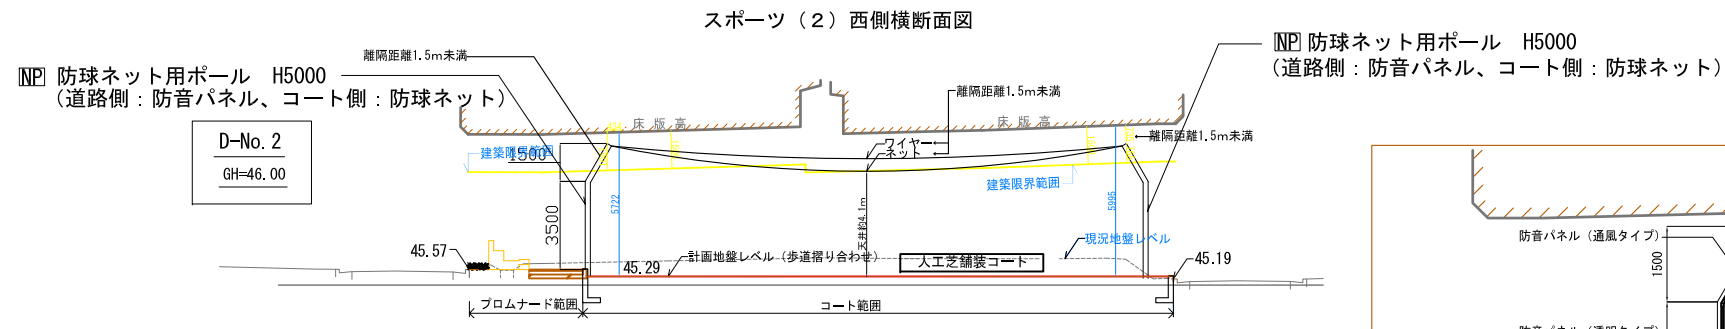 スポーツ（２）西側横断面図
NP 防球ネット用ポール H5000
（道路側：防音パネル、コート側：防球ネット）
離隔距離1.5m未満
D-No. 2
GH=46.00
NP 防球ネット用ポール H5000
（道路側：防音パネル、コート側：防球ネット）
離隔距離1.5m未満
離隔距離1.5m未満
床 版 高
床 版 高
建築限界範囲
1500
ワイヤー
ネット
建築限界範囲
3500
5722
天井約4.1m
5995
45.57
45.29
計画地盤レベル（歩道摺り合わせ）
人工芝舗装コート
現況地盤レベル
45.19
プロムナード範囲
コート範囲
防音パネル（通風タイプ）
1500